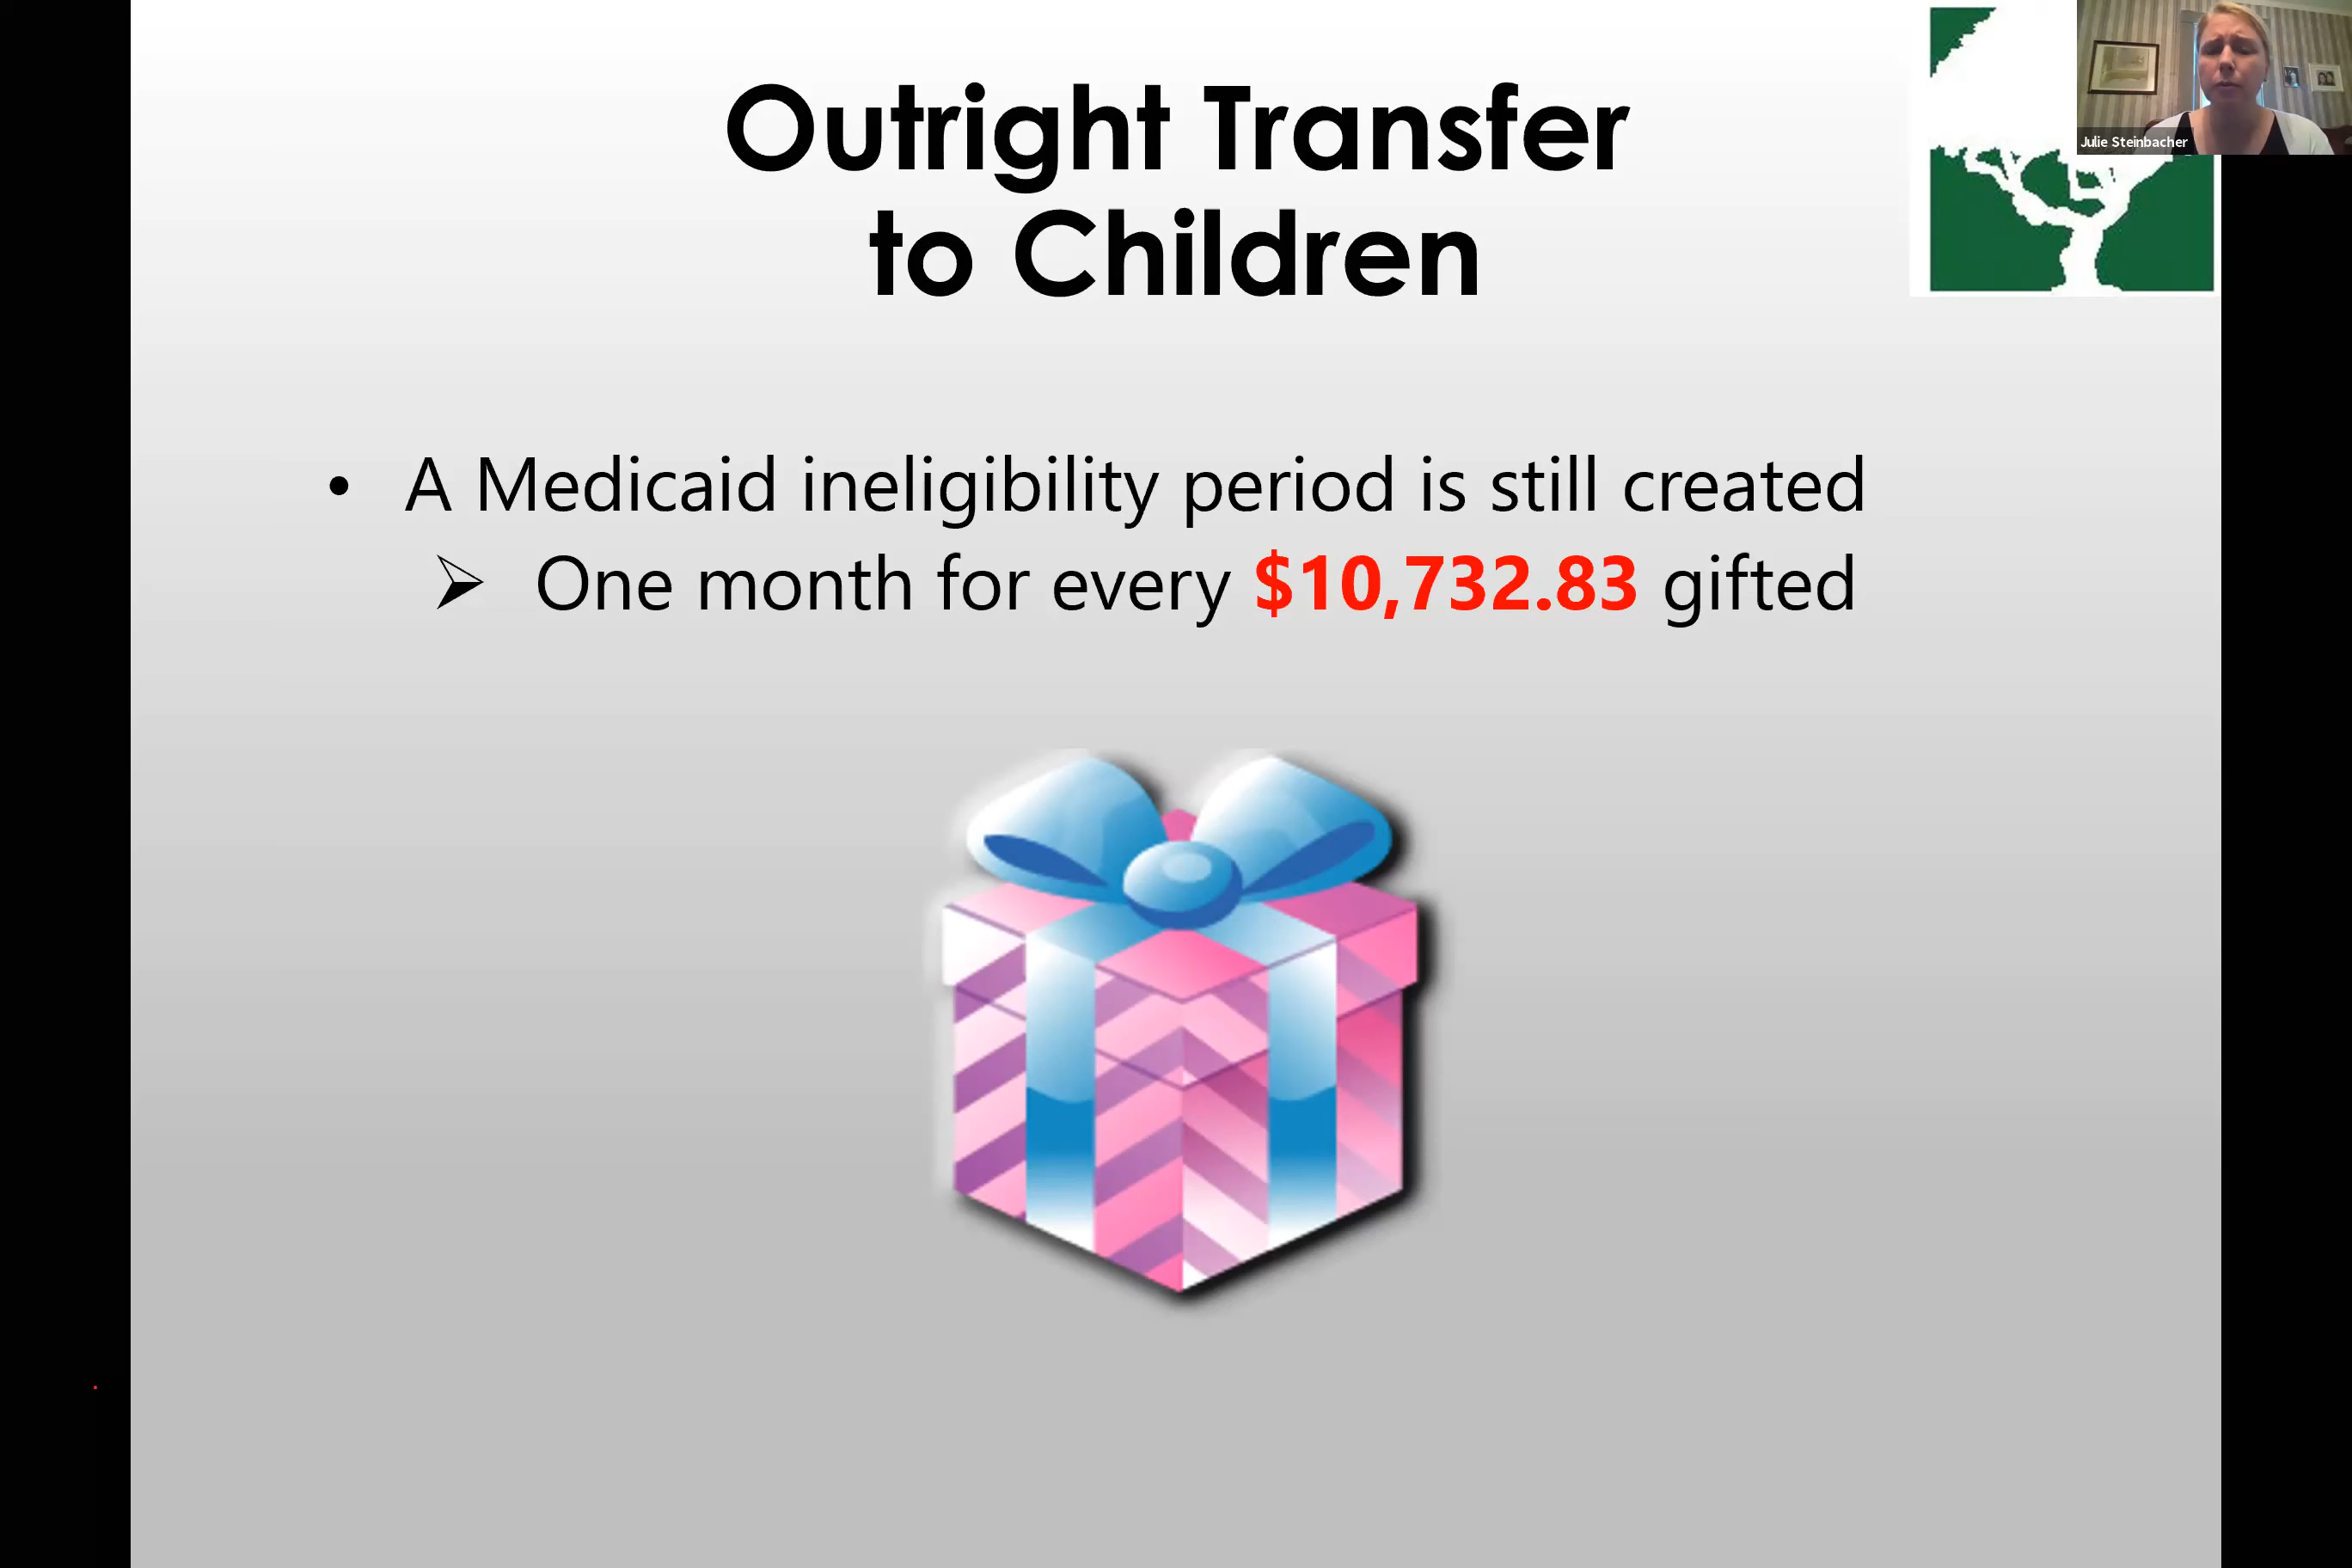 Outright Transfer
to Children
Julie Steinbacher
• A Medicaid ineligibility period is still created
➢ One month for every $10,732.83 gifted